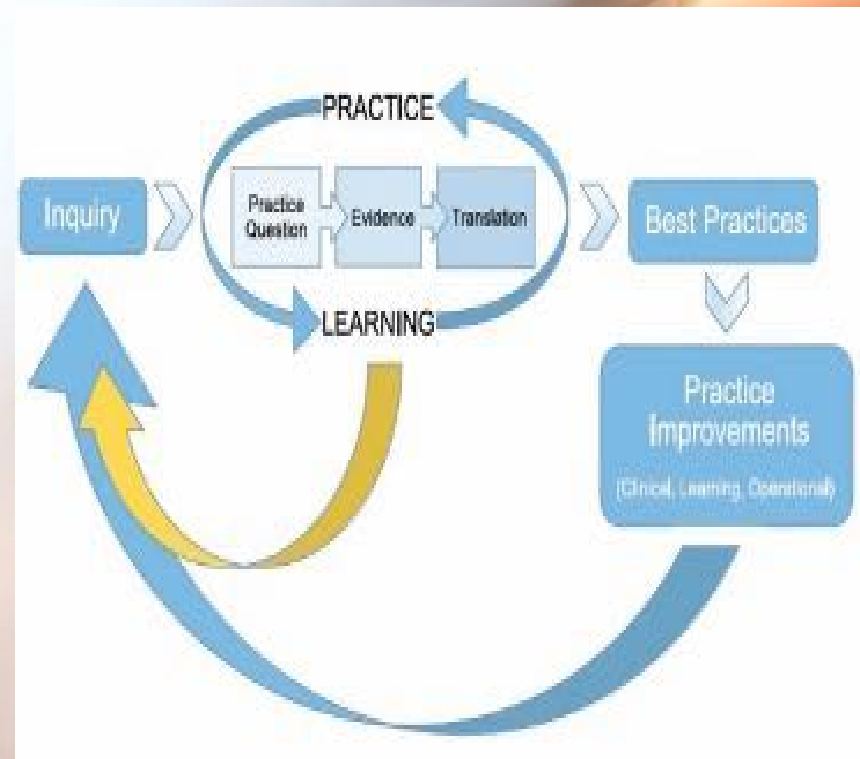 PRACTICE
Inquiry
Practice
Question
Evidence
Translation
Best Practices
LEARNING
Practice
Improvements
(Clinical, Learning, Operational)